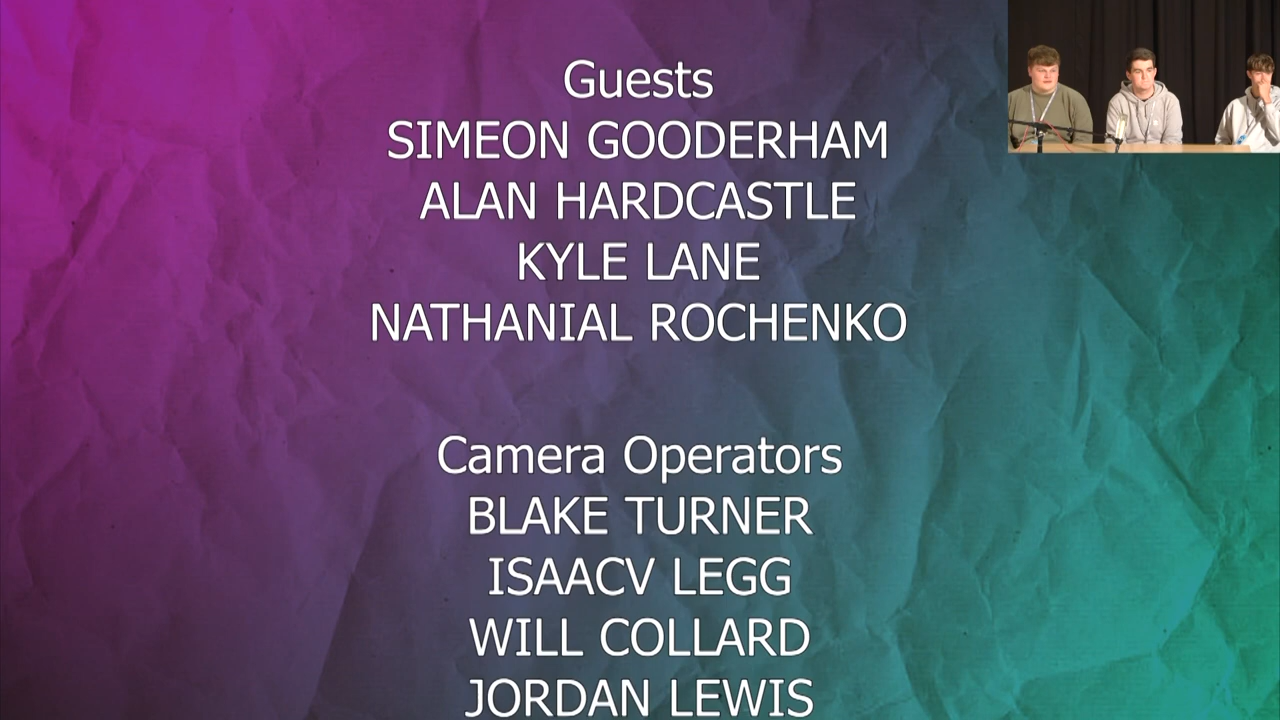 Guests
SIMEON GOODERHAM
ALAN HARDCASTLE
KYLE LANE
NATHANIAL ROCHENKO
Camera Operators
BLAKE TURNER
ISAACV LEGG
WILL COLLARD
JORDAN LEWIS